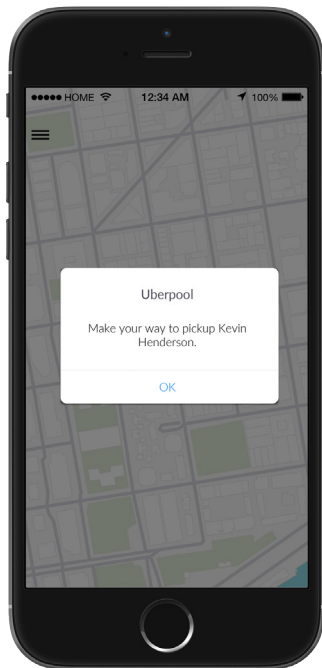 HOME 12:34 AM 100%
Uberpool
Make your way to pickup Kevin
Henderson.
OK